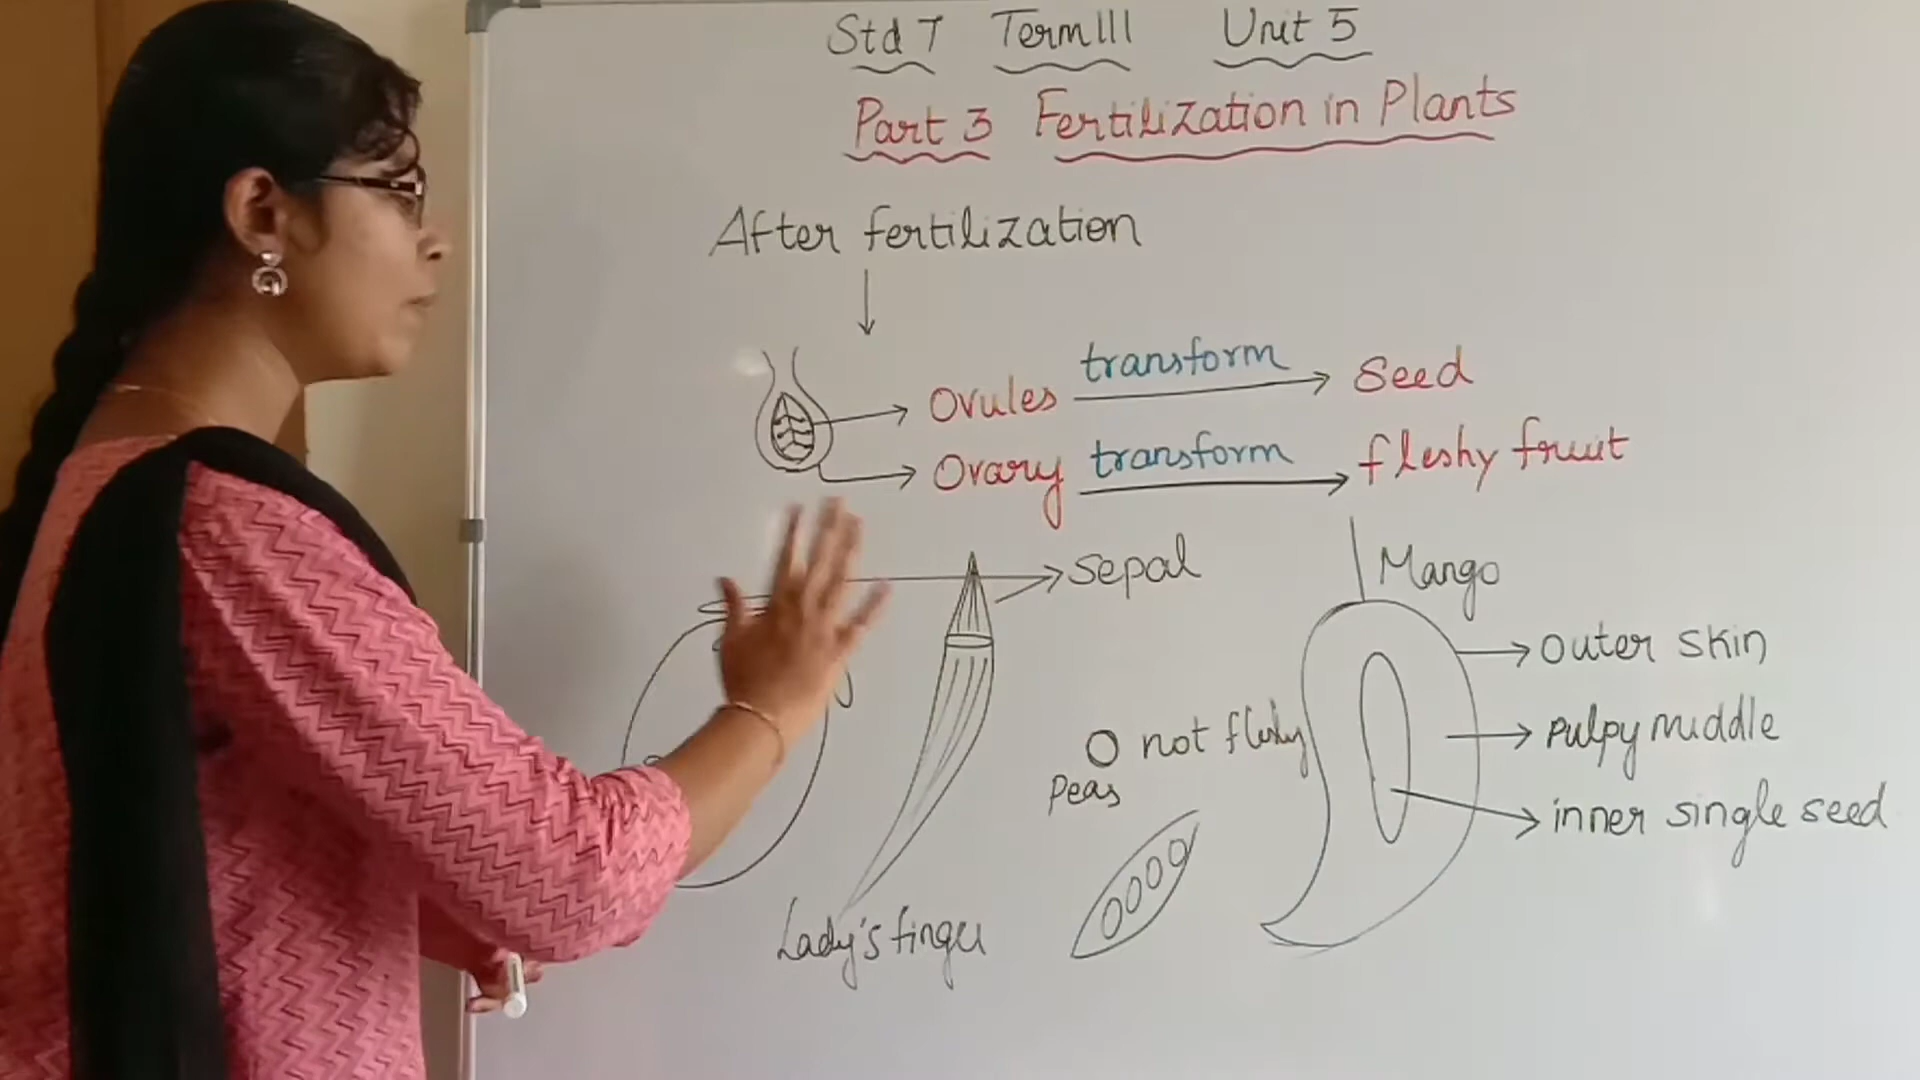 Std 7 Term III Unit 5
Part 3 Fertilization in Plants
After fertilization
Ovules transform Seed
Ovary transform fleshy fruit
Sepal
Mango
outer skin
pulpy middle
inner single seed
not fleshy
Peas
Lady's finger